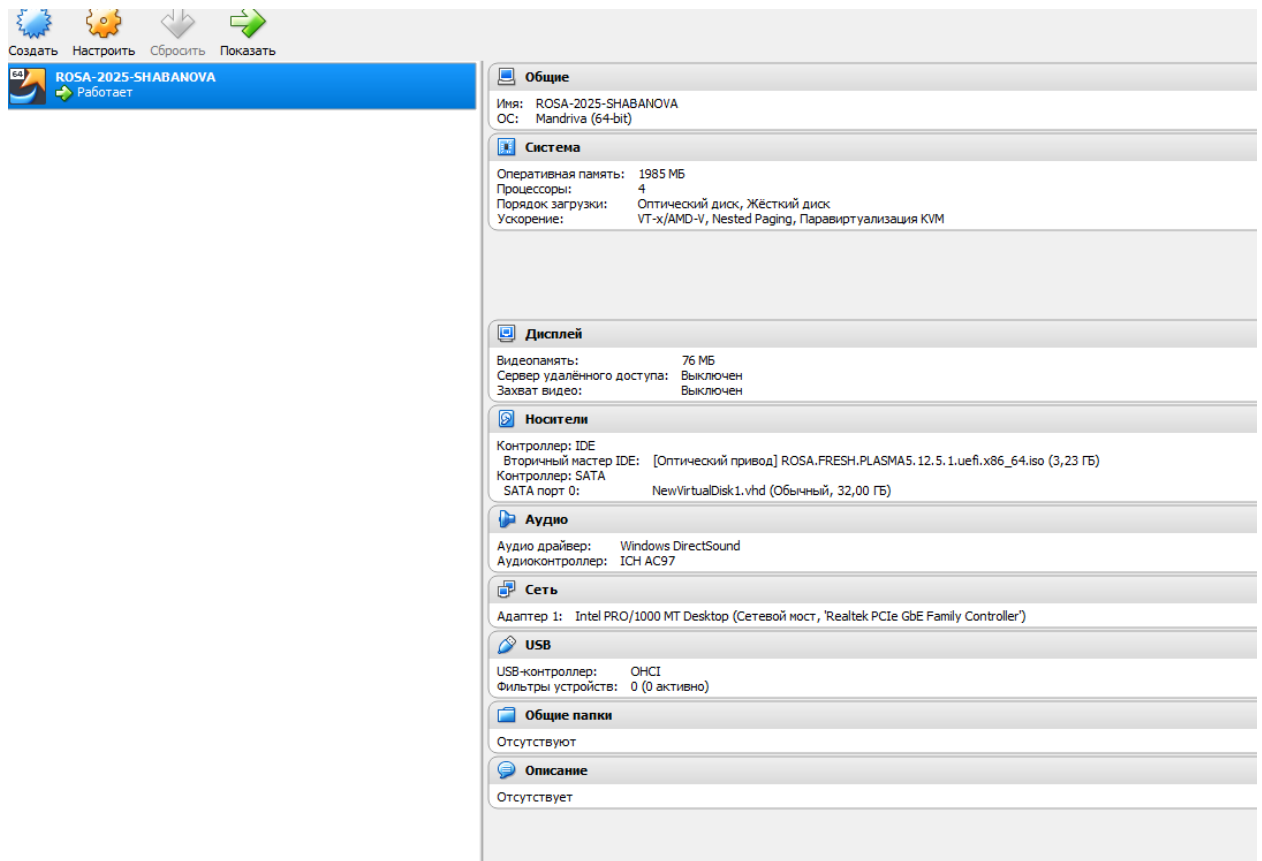 Создать Настроить Сбросить Показать
64
ROSA-2025-SHABANOVA
Работает
Общие
Имя: ROSA-2025-SHABANOVA
ОС: Mandriva (64-bit)
Система
Оперативная память: 1985 МБ
Процессоры: 4
Порядок загрузки: Оптический диск, Жёсткий диск
Ускорение: VT-x/AMD-V, Nested Paging, Паравиртуализация KVM
Дисплей
Видеопамять: 76 МБ
Сервер удалённого доступа: Выключен
Захват видео: Выключен
Носители
Контроллер: IDE
Вторичный мастер IDE: [Оптический привод] ROSA.FRESH.PLASMA5.12.5.1.uefi.x86_64.iso (3,23 ГБ)
Контроллер: SATA
SATA порт 0: NewVirtualDisk1.vhd (Обычный, 32,00 ГБ)
Аудио
Аудио драйвер: Windows DirectSound
Аудиоконтроллер: ICH AC97
Сеть
Адаптер 1: Intel PRO/1000 MT Desktop (Сетевой мост, 'Realtek PCIe GbE Family Controller')
USB
USB-контроллер: OHCI
Фильтры устройств: 0 (0 активно)
Общие папки
Отсутствуют
Описание
Отсутствует